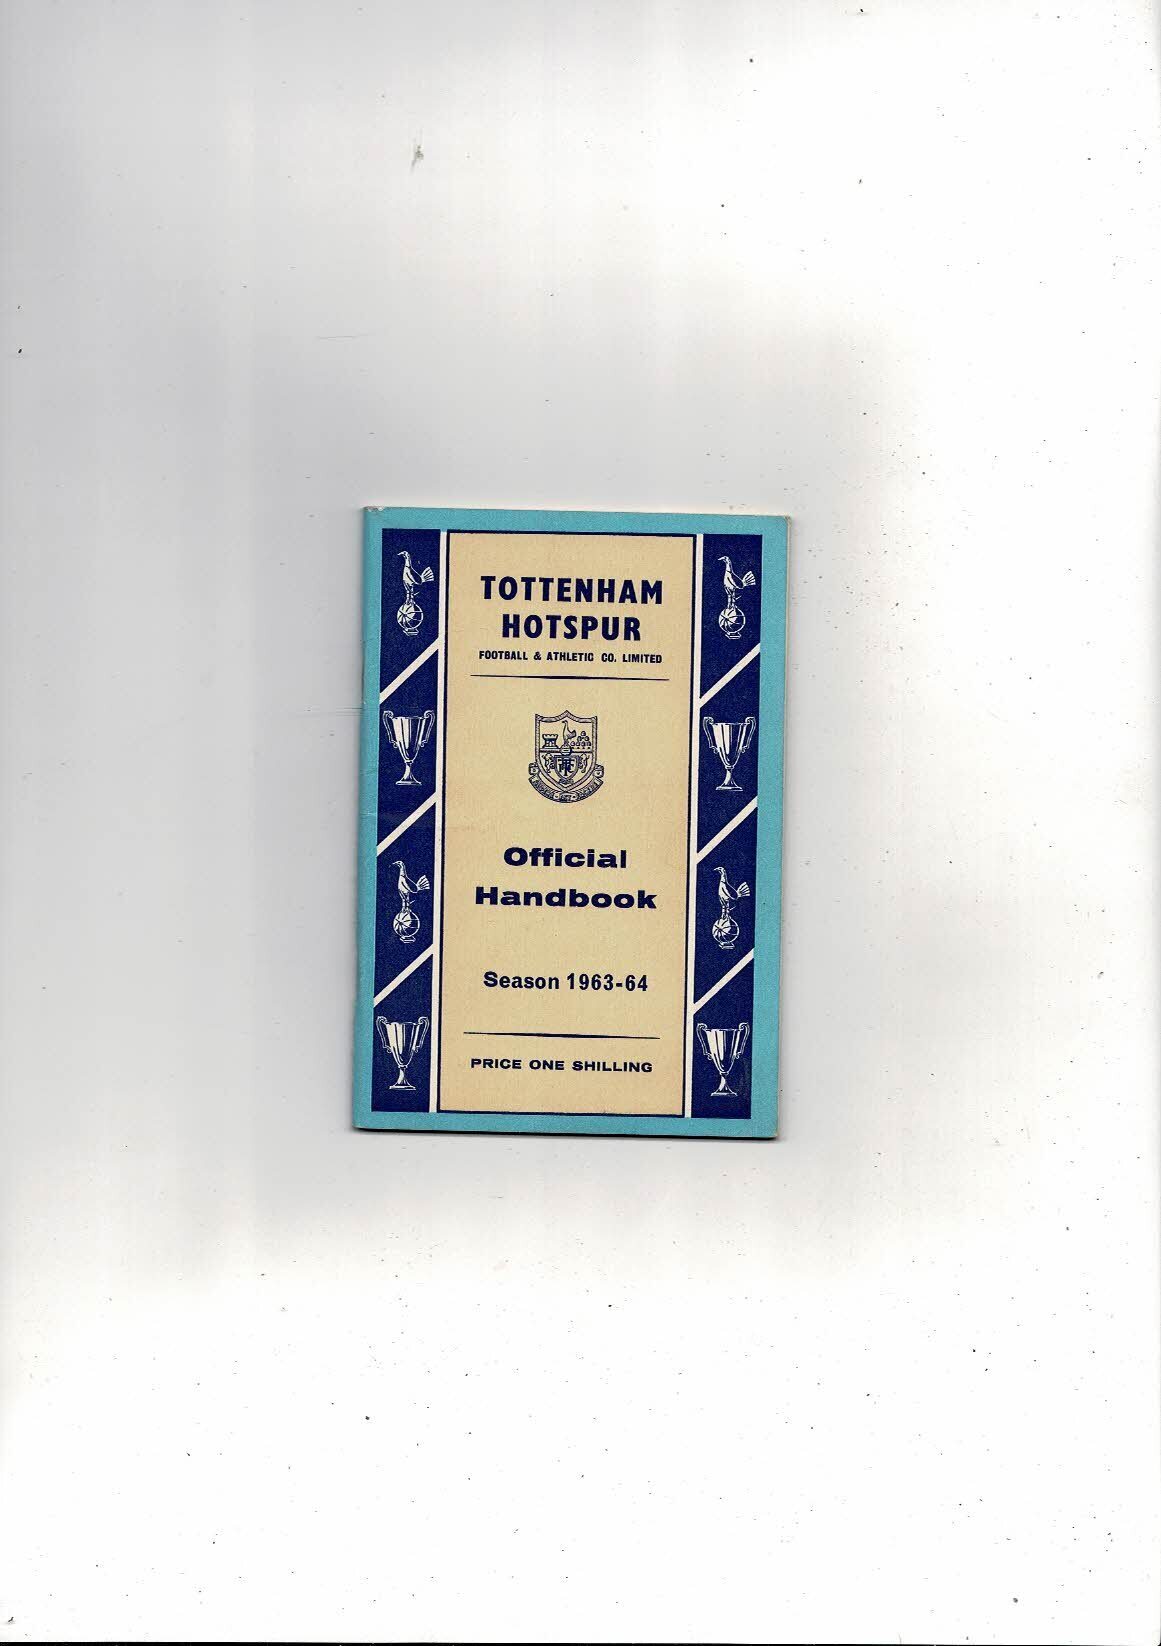 TOTTENHAM
HOTSPUR
FOOTBALL & ATHLETIC CO. LIMITED
Official
Handbook
Season 1963-64
PRICE ONE SHILLING